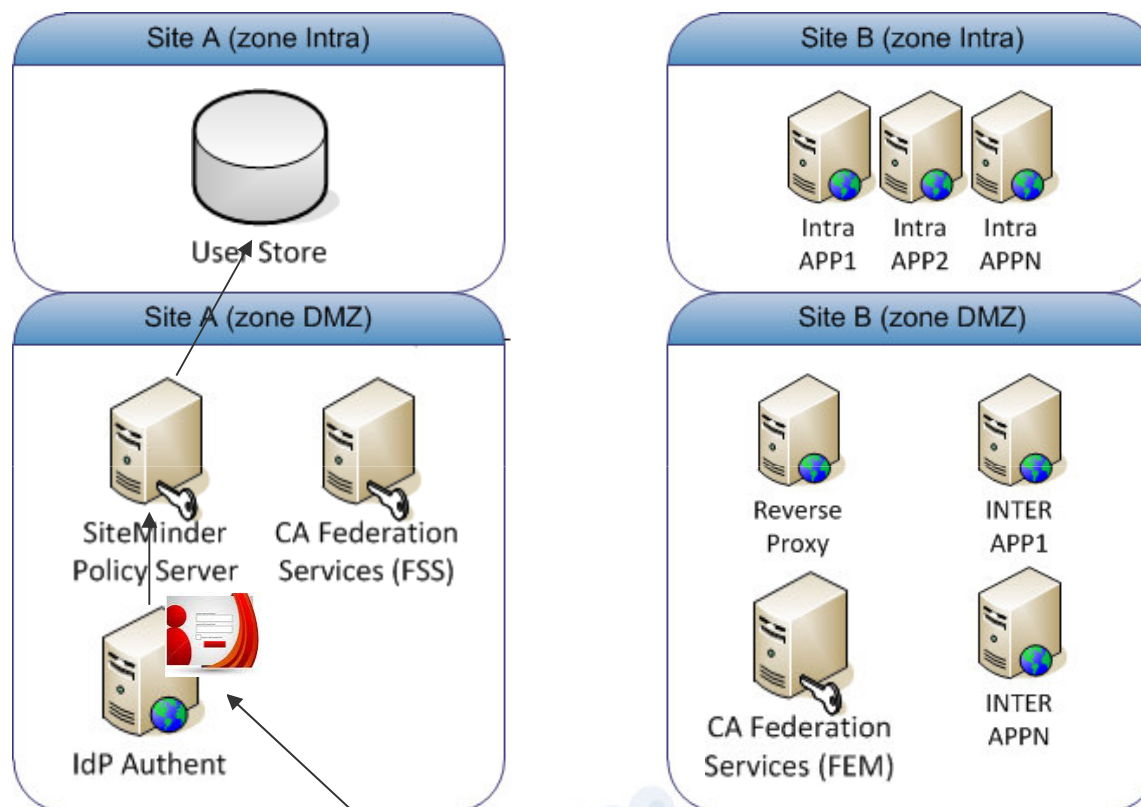 Site A (zone Intra)
User Store
Site A (zone DMZ)
SiteMinder
Policy Server
CA Federation
Services (FSS)
IdP Authent
Site B (zone Intra)
Intra
APP1
Intra
APP2
Intra
APPN
Site B (zone DMZ)
Reverse
Proxy
INTER
APP1
CA Federation
Services (FEM)
INTER
APPN